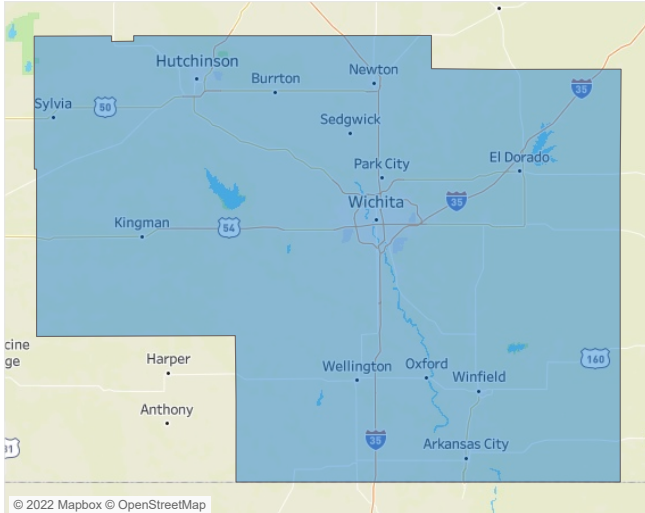 Hutchinson
Newton
Burrton
35
Sylvia
50
Sedgwick
El Dorado
Park City
Wichita
35
Kingman
54
cine
ge
Harper
Wellington
Oxford
Winfield
160
Anthony
35
Arkansas City
© 2022 Mapbox © OpenStreetMap